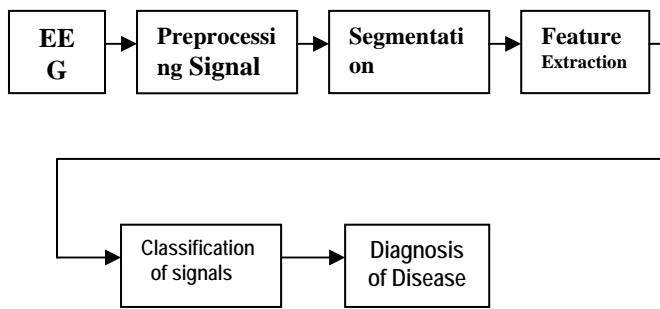 EE
G
Preprocessi
ng Signal
Segmentati
on
Feature
Extraction
Classification
of signals
Diagnosis
of Disease